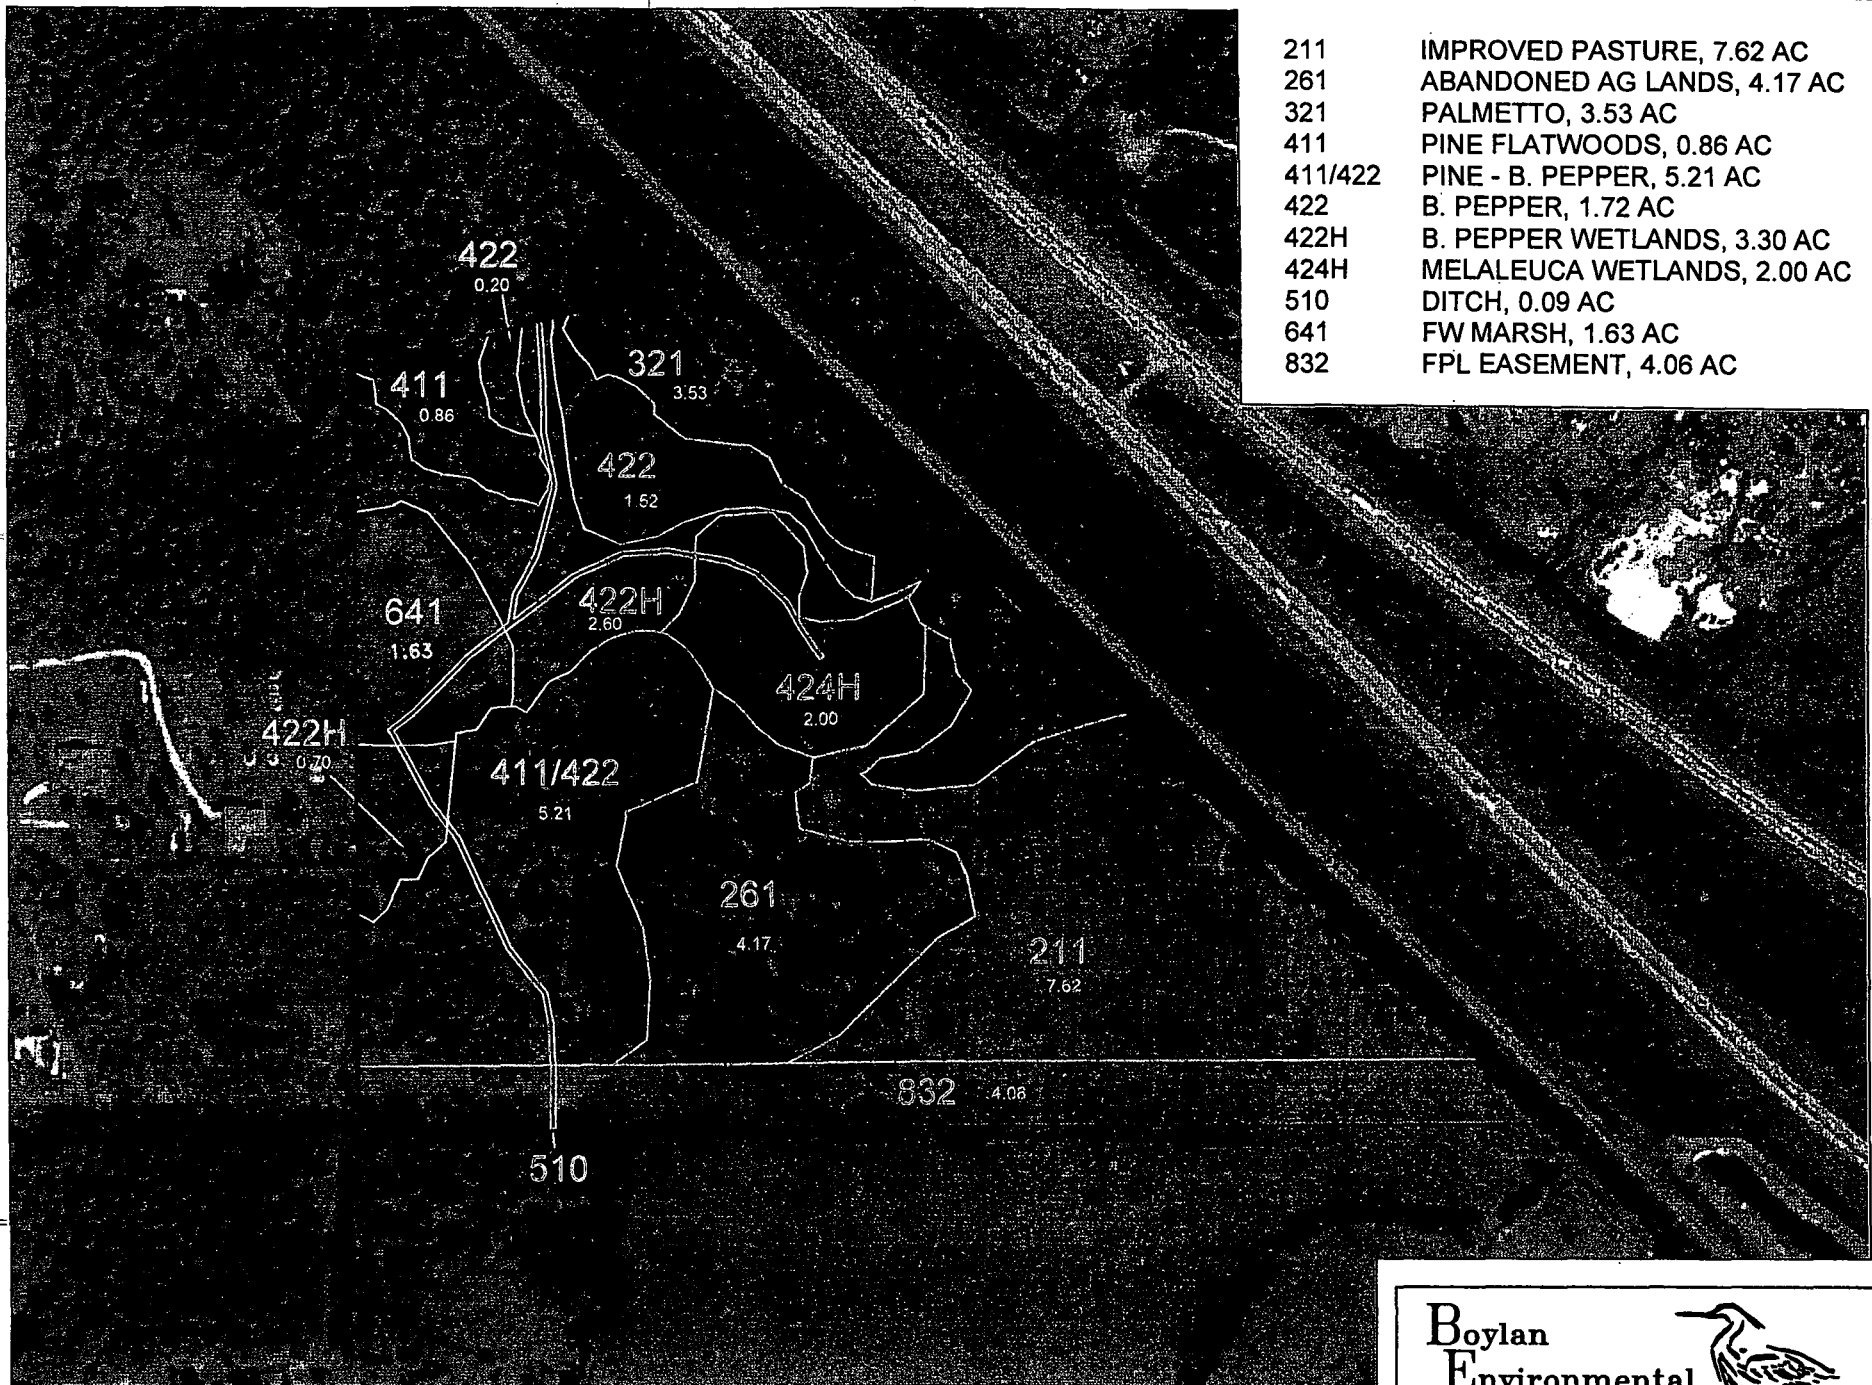 211 IMPROVED PASTURE, 7.62 AC
261 ABANDONED AG LANDS, 4.17 AC
321 PALMETTO, 3.53 AC
411 PINE FLATWOODS, 0.86 AC
411/422 PINE - B. PEPPER, 5.21 AC
422 B. PEPPER, 1.72 AC
422H B. PEPPER WETLANDS, 3.30 AC
424H MELALEUCA WETLANDS, 2.00 AC
510 DITCH, 0.09 AC
641 FW MARSH, 1.63 AC
832 FPL EASEMENT, 4.06 AC
422
0.20
321
3.53
411
0.86
422
1.52
422H
2.60
641
1.63
424H
2.00
422H
0.70
411/422
5.21
261
4.17
211
7.62
832 4.06
510
Boylan
Environmental